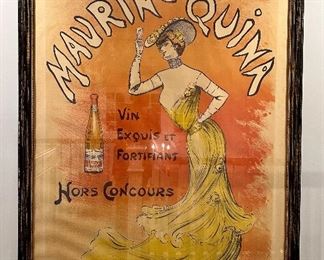 MAURIN QUINA
VIN
EXQUIS ET
FORTIFIANT
HORS CONCOURS